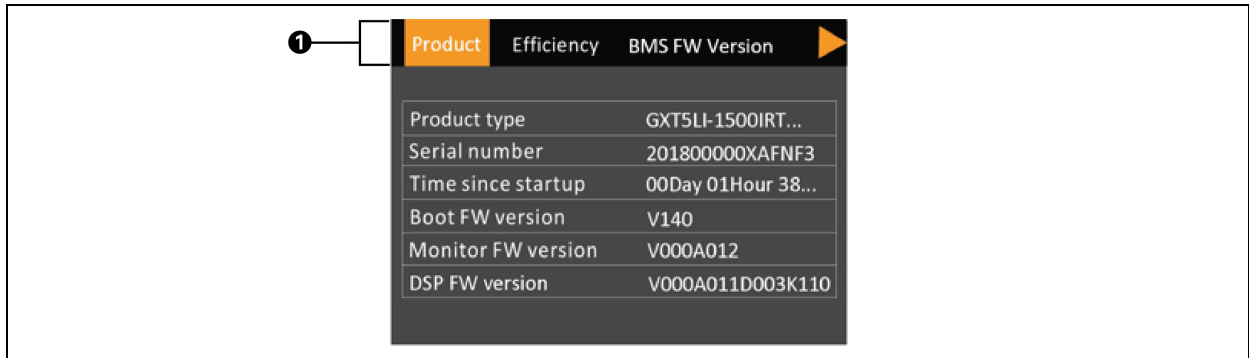 ❶
Product Efficiency BMS FW Version
Product type GXT5LI-1500IRT...
Serial number 201800000XAFNF3
Time since startup 00Day 01Hour 38...
Boot FW version V140
Monitor FW version V000A012
DSP FW version V000A011D003K110